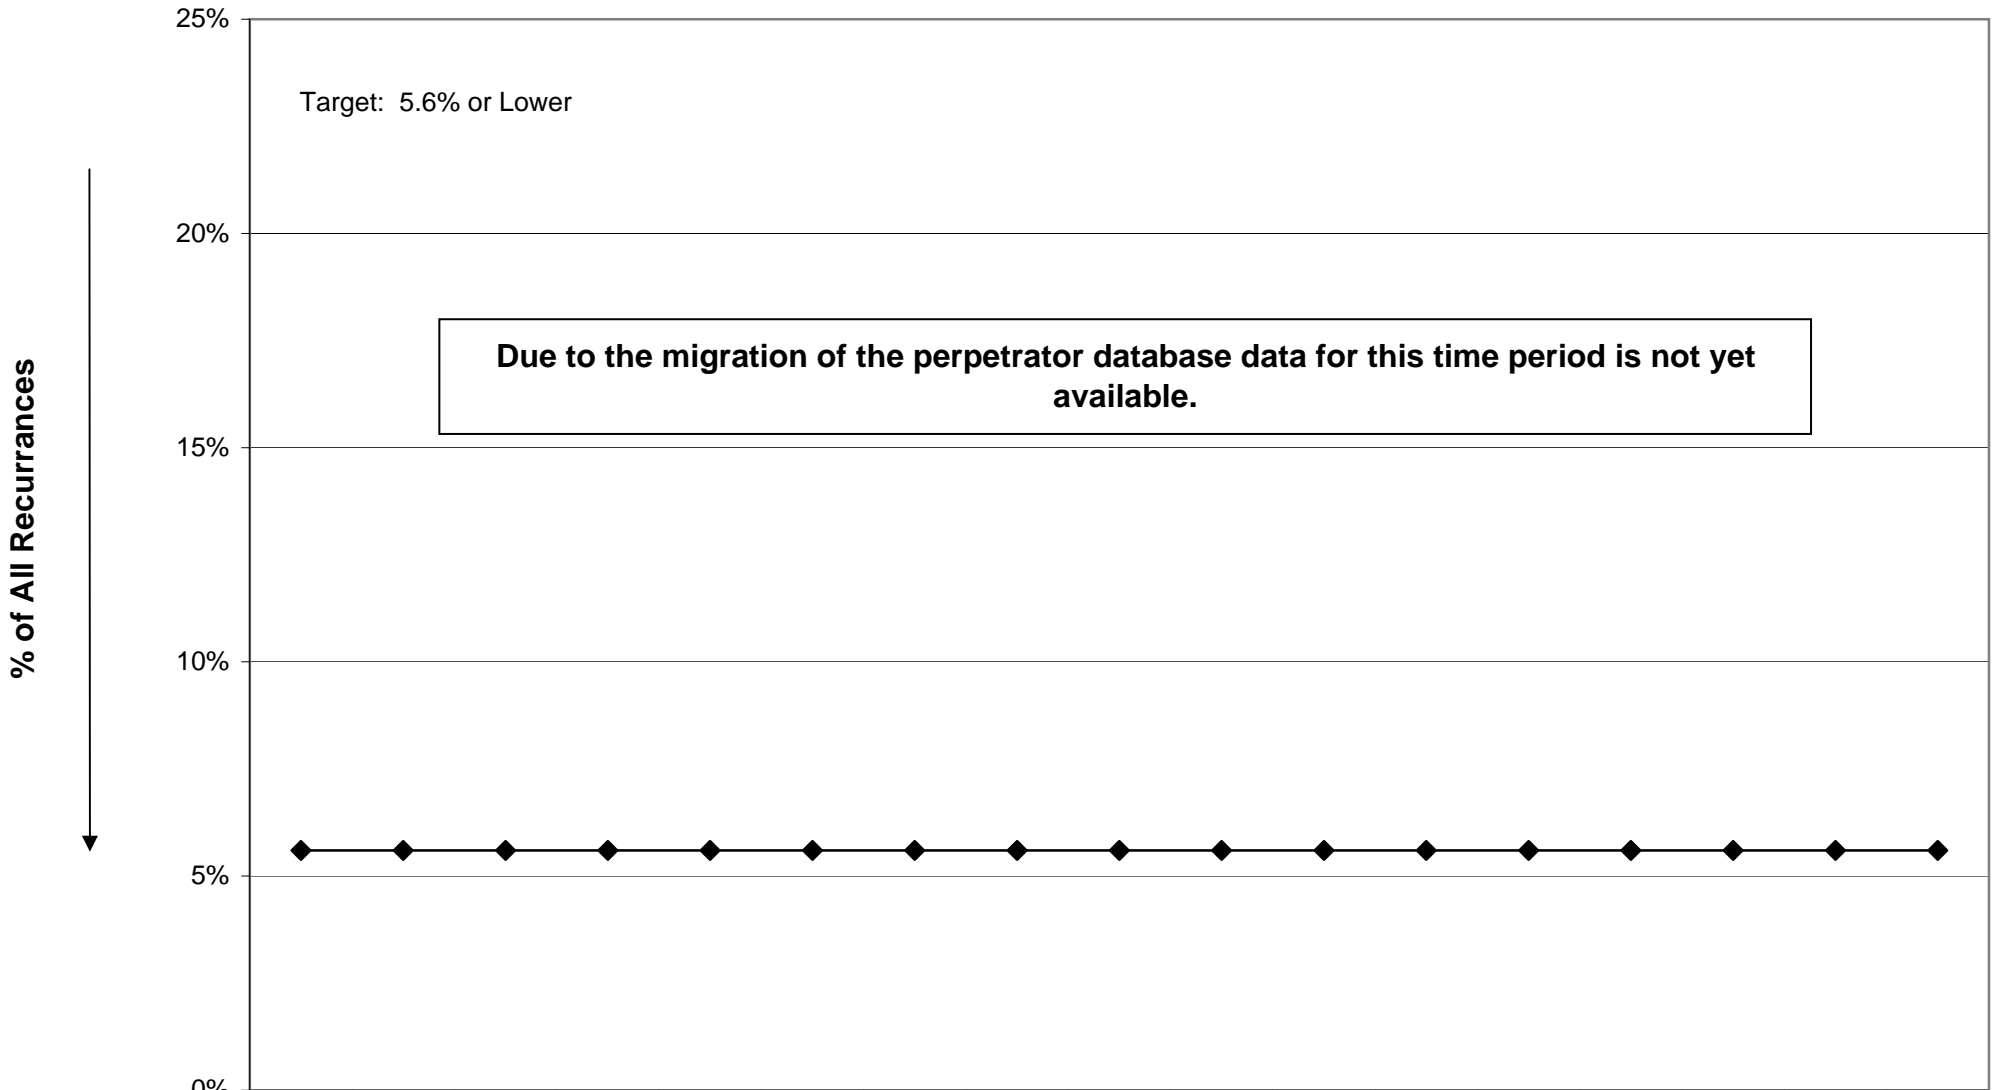 25%
Target: 5.6% or Lower
20%
Due to the migration of the perpetrator database data for this time period is not yet
available.
15%
% of All Recurrances
10%
5%
0%